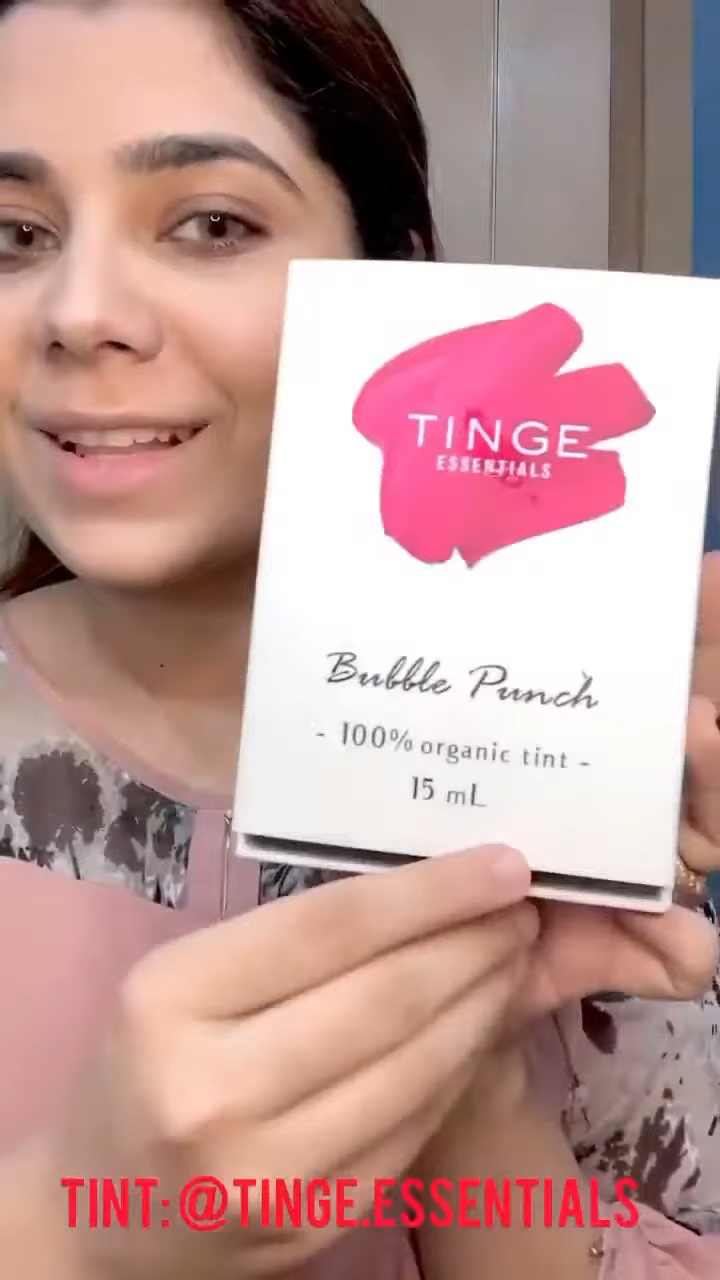 TINGE
ESSENTIALS
Bubble Punch
- 100% organic tint -
15 mL
TINT:@TINGE.ESSENTIALS